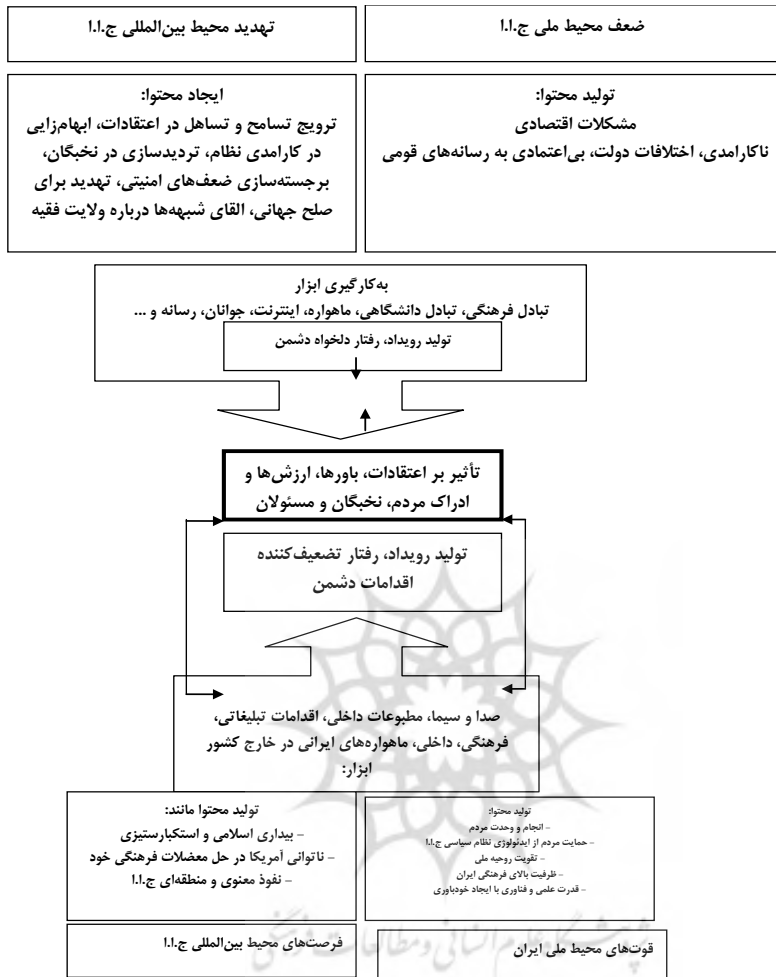 ضعف محیط ملی ج.ا.ا
تهدید محیط بین‌المللی ج.ا.ا
تولید محتوا:
مشکلات اقتصادی
ناکارامدی، اختلافات دولت، بی‌اعتمادی به رسانه‌های قومی
ایجاد محتوا:
ترویج تسامح و تساهل در اعتقادات، ابهام‌زایی
در کارامدی نظام، تردیدسازی در نخبگان،
برجسته‌سازی ضعف‌های امنیتی، تهدید برای
صلح جهانی، القای شبهه‌ها درباره ولایت فقیه
به‌کارگیری ابزار
تبادل فرهنگی، تبادل دانشگاهی، ماهواره، اینترنت، جوانان، رسانه و ...
تولید رویداد، رفتار دلخواه دشمن
تأثیر بر اعتقادات، باورها، ارزش‌ها و
ادراک مردم، نخبگان و مسئولان
تولید رویداد، رفتار تضعیف‌کننده
اقدامات دشمن
صدا و سیما، مطبوعات داخلی، اقدامات تبلیغاتی،
فرهنگی، داخلی، ماهواره‌های ایرانی در خارج کشور
ابزار:
تولید محتوا:
- انجام و وحدت مردم
- حمایت مردم از ایدئولوژی نظام سیاسی ج.ا.ا
- تقویت روحیه ملی
- ظرفیت بالای فرهنگی ایران
- قدرت علمی و فناوری با ایجاد خودباوری
تولید محتوا مانند:
- بیداری اسلامی و استکبارستیزی
- ناتوانی آمریکا در حل معضلات فرهنگی خود
- نفوذ معنوی و منطقه‌ای ج.ا.ا
قوت‌های محیط ملی ایران
فرصت‌های محیط بین‌المللی ج.ا.ا
پژوهشگاه علوم انسانی و مطالعات فرهنگی